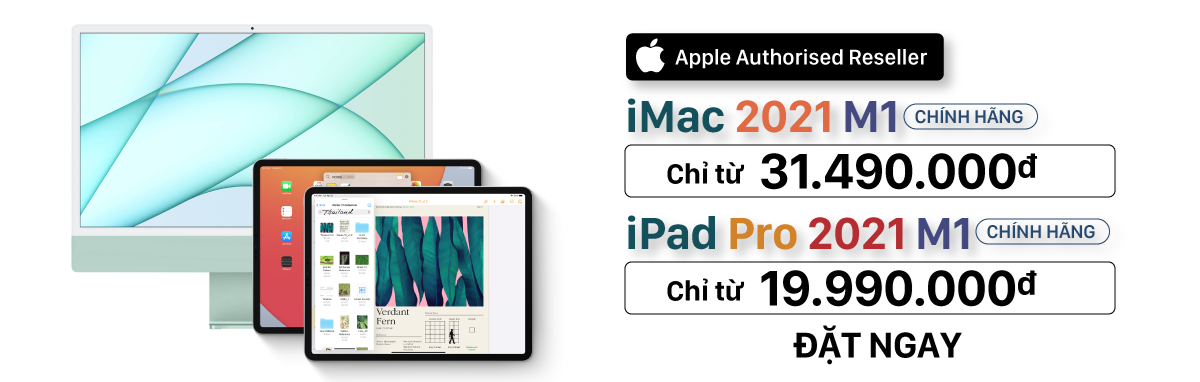 Apple Authorised Reseller
iMac 2021 M1 CHÍNH HÃNG
Chỉ từ 31.490.000đ
iPad Pro 2021 M1 CHÍNH HÃNG
Chỉ từ 19.990.000đ
ĐẶT NGAY
Thailand
Verdant
Fern